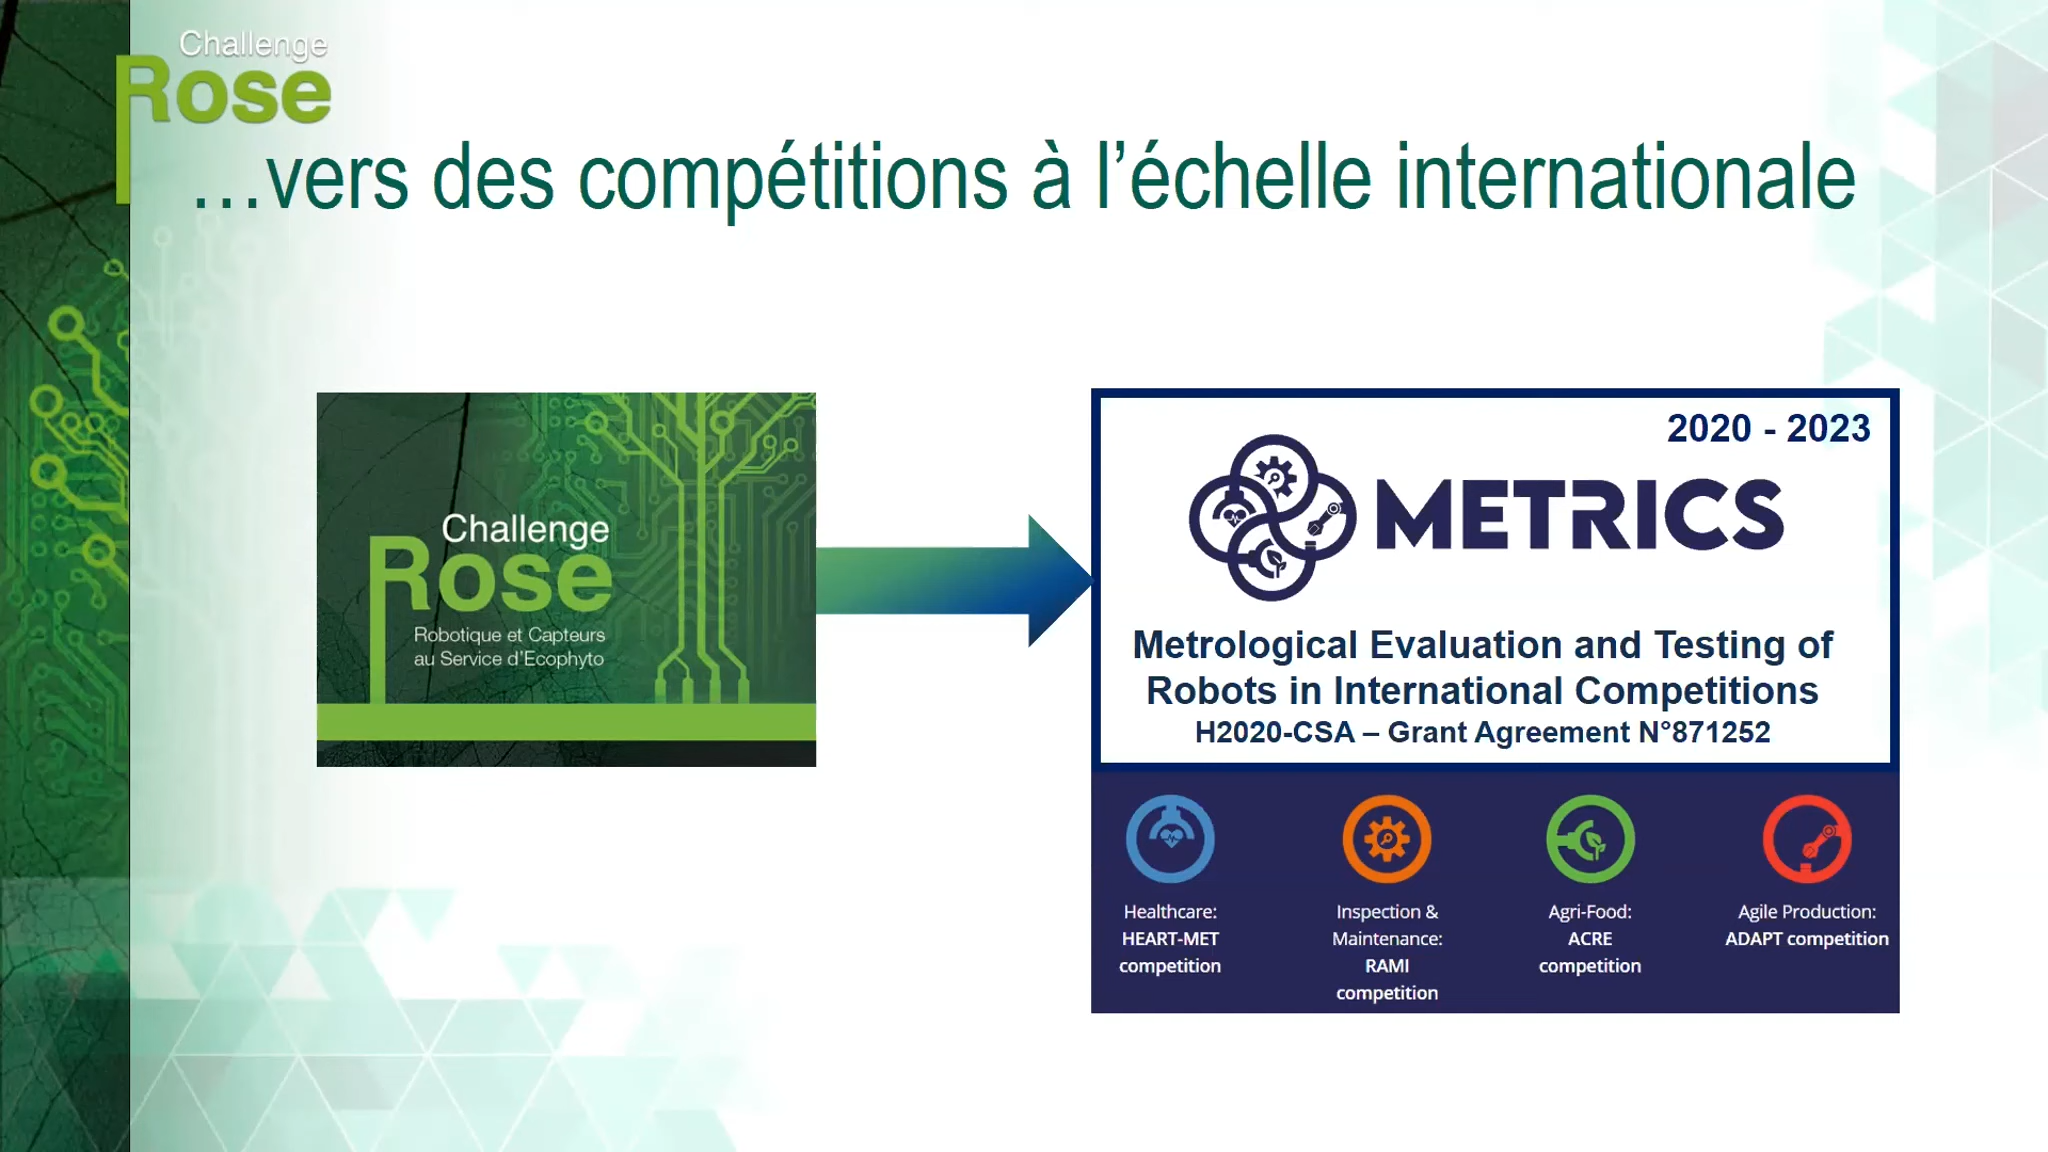 Challenge
Rose
…vers des compétitions à l’échelle internationale
Challenge
Rose
Robotique et Capteurs
au Service d’Ecophyto
2020 - 2023
METRICS
Metrological Evaluation and Testing of
Robots in International Competitions
H2020-CSA – Grant Agreement N°871252
Healthcare:
HEART-MET
competition
Inspection &
Maintenance:
RAMI
competition
Agri-Food:
ACRE
competition
Agile Production:
ADAPT competition